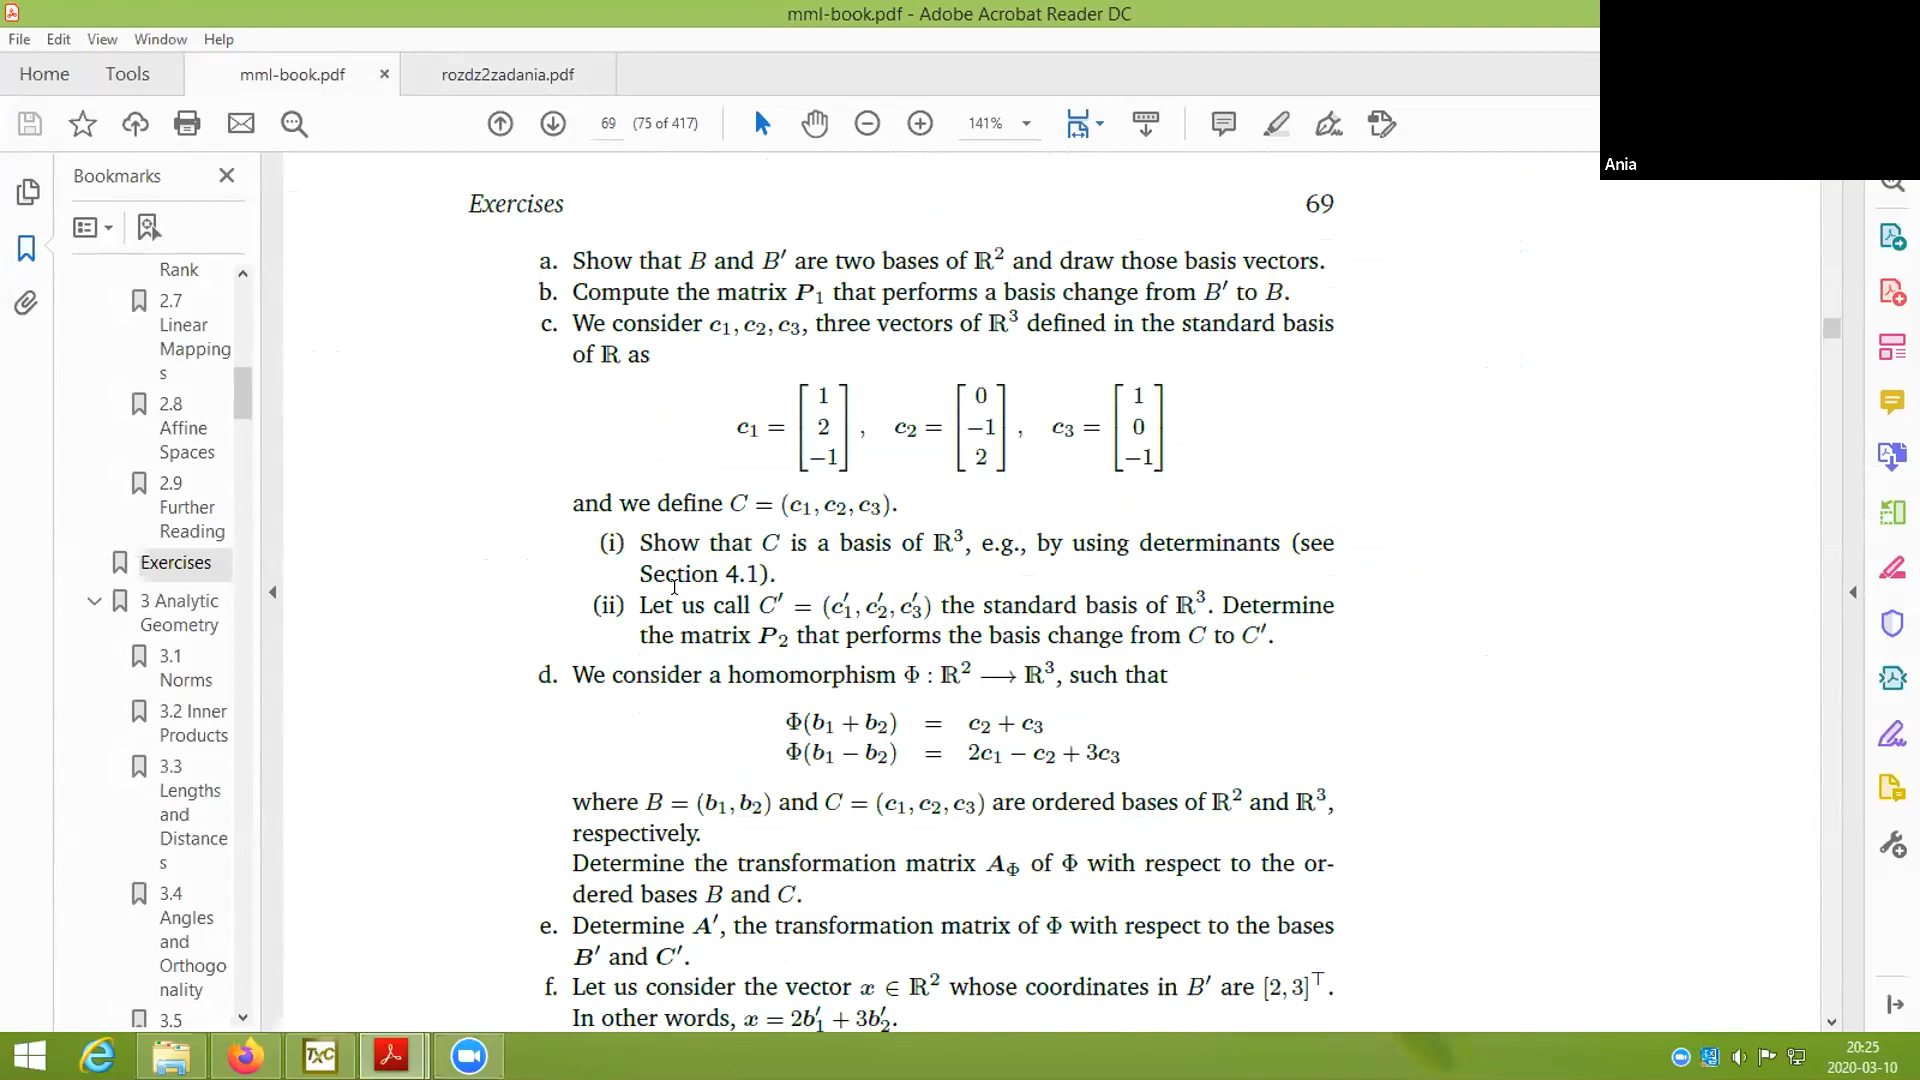 mml-book.pdf - Adobe Acrobat Reader DC
File Edit View Window Help
Home Tools mml-book.pdf × rozdz2zadania.pdf
69 (75 of 417) 141%
Ania
Bookmarks
Rank
2.7
Linear
Mapping
s
2.8
Affine
Spaces
2.9
Further
Reading
Exercises
3 Analytic
Geometry
3.1
Norms
3.2 Inner
Products
3.3
Lengths
and
Distance
s
3.4
Angles
and
Orthogo
nality
3.5
Exercises 69
a. Show that B and B′ are two bases of ℝ² and draw those basis vectors.
b. Compute the matrix P₁ that performs a basis change from B′ to B.
c. We consider c₁, c₂, c₃, three vectors of ℝ³ defined in the standard basis
of ℝ as
c₁ = [1 2 −1], c₂ = [0 −1 2], c₃ = [1 0 −1]
and we define C = (c₁, c₂, c₃).
(i) Show that C is a basis of ℝ³, e.g., by using determinants (see
Section 4.1).
(ii) Let us call C′ = (c′₁, c′₂, c′₃) the standard basis of ℝ³. Determine
the matrix P₂ that performs the basis change from C to C′.
d. We consider a homomorphism Φ : ℝ² ⟶ ℝ³, such that
Φ(b₁ + b₂) = c₂ + c₃
Φ(b₁ − b₂) = 2c₁ − c₂ + 3c₃
where B = (b₁, b₂) and C = (c₁, c₂, c₃) are ordered bases of ℝ² and ℝ³,
respectively.
Determine the transformation matrix A_Φ of Φ with respect to the or-
dered bases B and C.
e. Determine A′, the transformation matrix of Φ with respect to the bases
B′ and C′.
f. Let us consider the vector x ∈ ℝ² whose coordinates in B′ are [2, 3]⊤.
In other words, x = 2b′₁ + 3b′₂.
TXC
20:25
2020-03-10